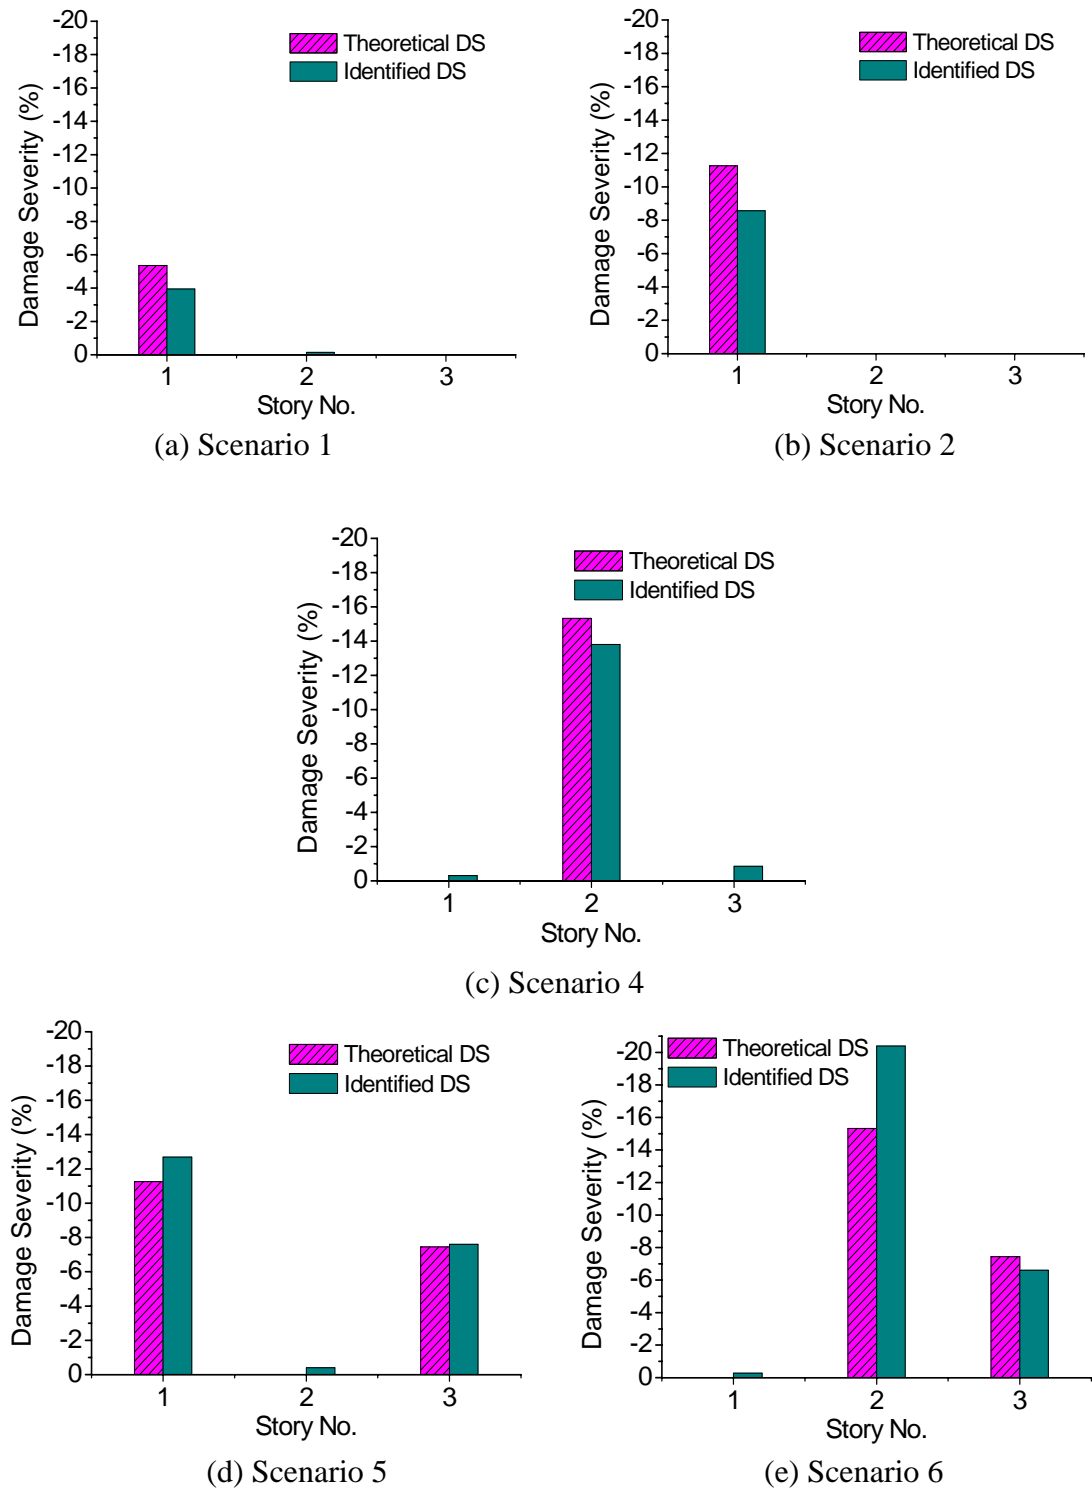 -20
-18
-16
-14
-12
-10
-8
-6
-4
-2
0
Damage Severity (%)
Theoretical DS
Identified DS
1 2 3
Story No.
(a) Scenario 1
-20
-18
-16
-14
-12
-10
-8
-6
-4
-2
0
Damage Severity (%)
Theoretical DS
Identified DS
1 2 3
Story No.
(b) Scenario 2
-20
-18
-16
-14
-12
-10
-8
-6
-4
-2
0
Damage Severity (%)
Theoretical DS
Identified DS
1 2 3
Story No.
(c) Scenario 4
-20
-18
-16
-14
-12
-10
-8
-6
-4
-2
0
Damage Severity (%)
Theoretical DS
Identified DS
1 2 3
Story No.
(d) Scenario 5
-20
-18
-16
-14
-12
-10
-8
-6
-4
-2
0
Damage Severity (%)
Theoretical DS
Identified DS
1 2 3
Story No.
(e) Scenario 6